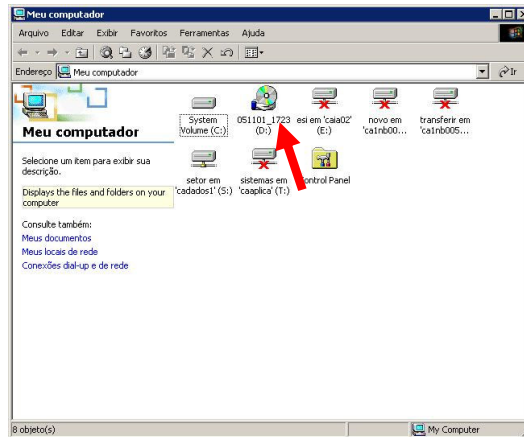 Meu computador
Arquivo Editar Exibir Favoritos Ferramentas Ajuda
Endereço Meu computador Ir
Meu computador
Selecione um item para exibir sua
descrição.
Displays the files and folders on your
computer
Consulte também:
Meus documentos
Meus locais de rede
Conexões dial-up e de rede
System
Volume (C:)
051101_1723
(D:)
esi em 'caia02'
(E:)
novo em
'ca1nb00...
transferir em
'ca1nb005...
setor em
'cadados1' (S:)
sistemas em
'caaplica' (T:)
Control Panel
8 objeto(s)
My Computer